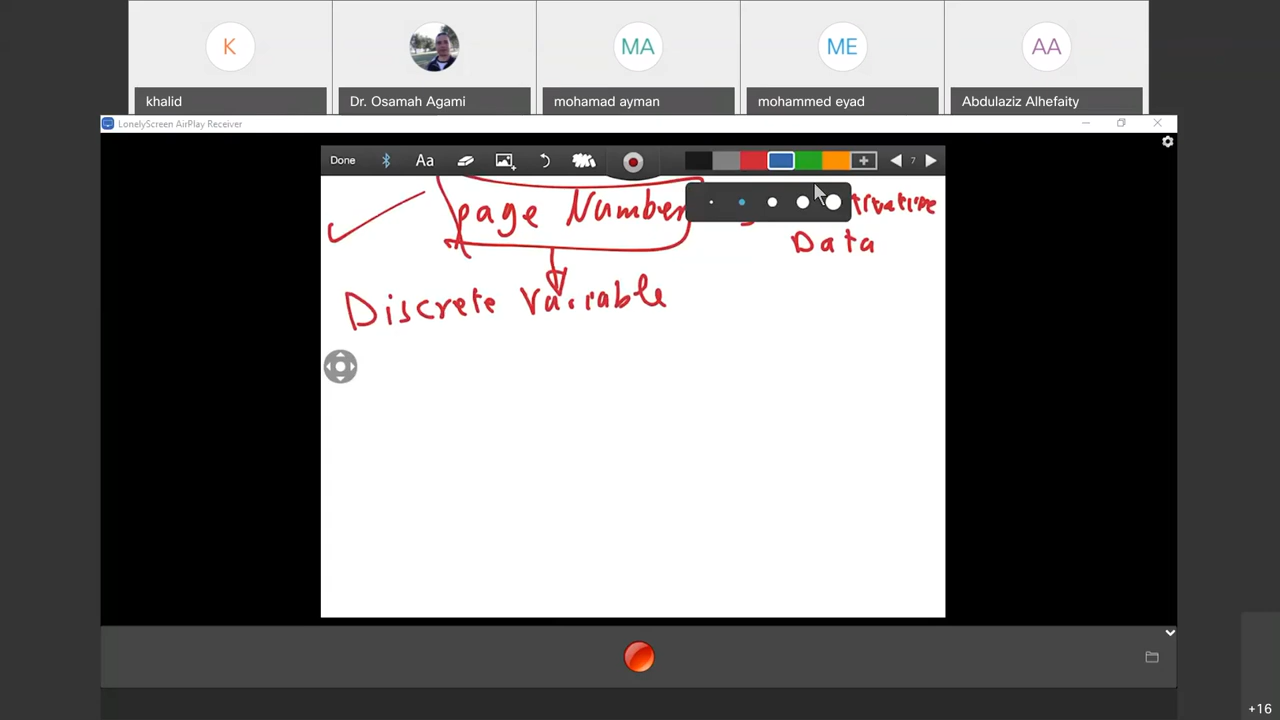 K
MA
ME
AA
khalid
Dr. Osamah Agami
mohamad ayman
mohammed eyad
Abdulaziz Alhefaity
LonelyScreen AirPlay Receiver
Done
Aa
7
page Number
Data
Discrete Variable
+16